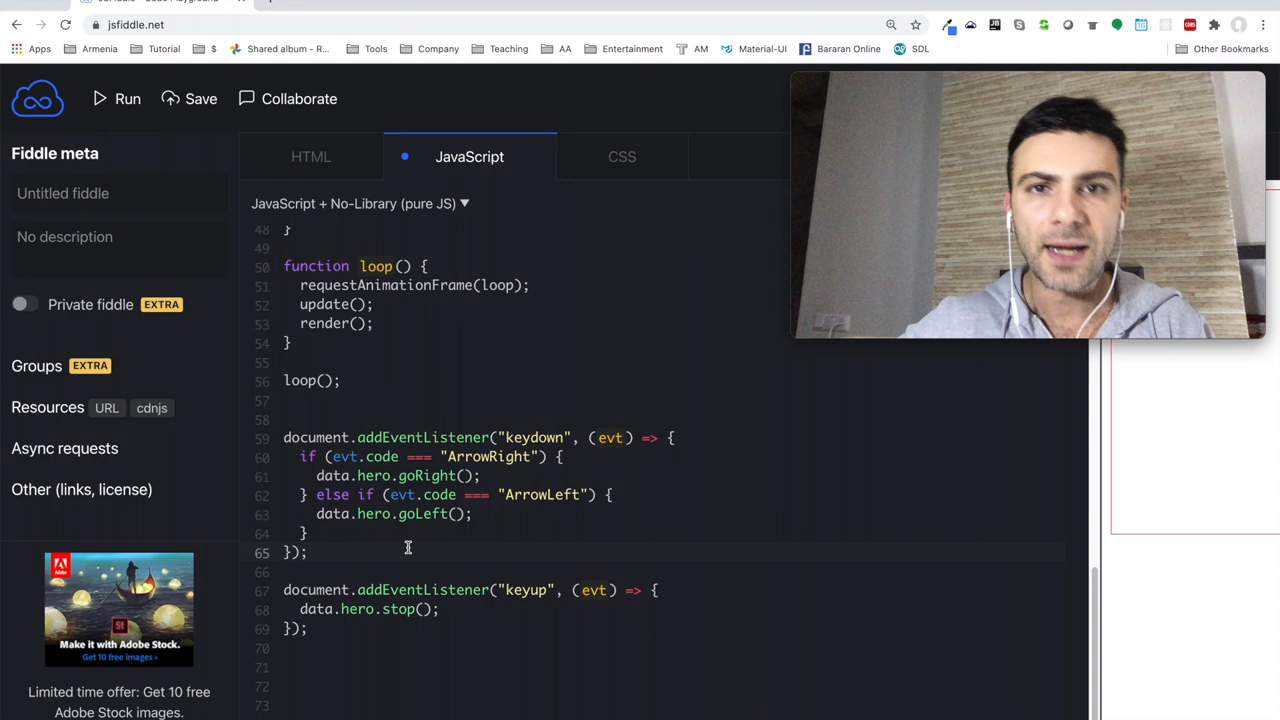 jsfiddle.net
Apps
Armenia
Tutorial
$
Shared album - R...
Tools
Company
Teaching
AA
Entertainment
AM
Material-UI
Bararan Online
SDL
Other Bookmarks
Run
Save
Collaborate
Fiddle meta
Untitled fiddle
No description
Private fiddle EXTRA
Groups EXTRA
Resources URL cdnjs
Async requests
Other (links, license)
Make it with Adobe Stock.
Get 10 free images ›
Limited time offer: Get 10 free
Adobe Stock images.
HTML
JavaScript
CSS
JavaScript + No-Library (pure JS) ▼
48 }
49
50 function loop() {
51 requestAnimationFrame(loop);
52 update();
53 render();
54 }
55
56 loop();
57
58
59 document.addEventListener("keydown", (evt) => {
60 if (evt.code === "ArrowRight") {
61 data.hero.goRight();
62 } else if (evt.code === "ArrowLeft") {
63 data.hero.goLeft();
64 }
65 });
66
67 document.addEventListener("keyup", (evt) => {
68 data.hero.stop();
69 });
70
71
72
73